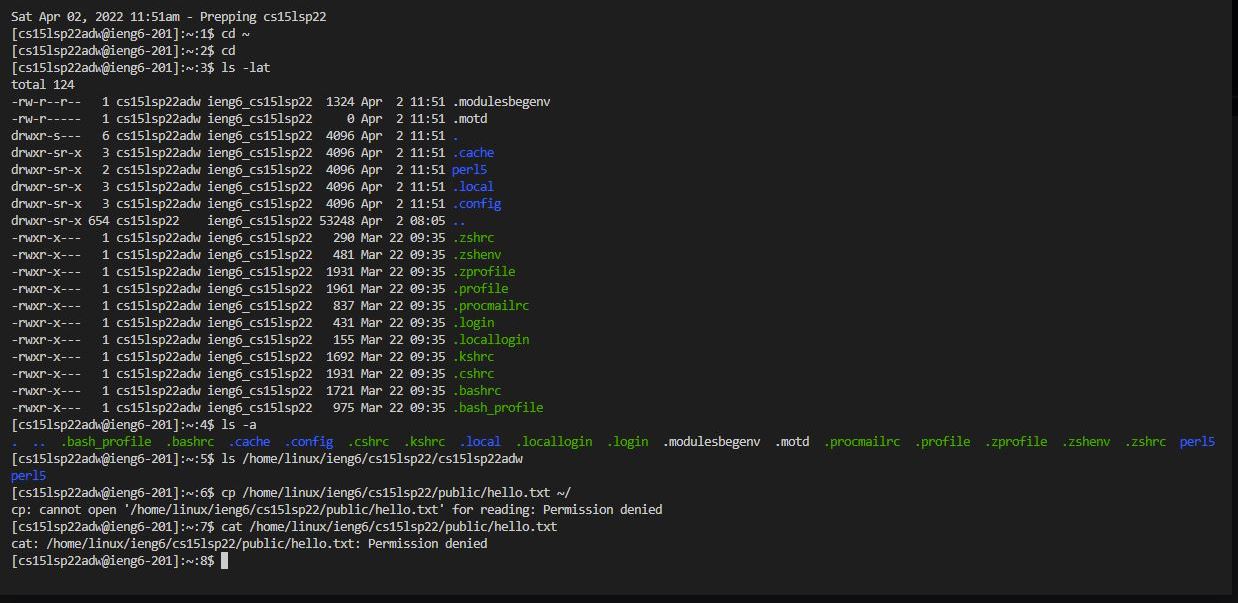 Sat Apr 02, 2022 11:51am - Prepping cs15lsp22
[cs15lsp22adw@ieng6-201]:~:1$ cd ~
[cs15lsp22adw@ieng6-201]:~:2$ cd
[cs15lsp22adw@ieng6-201]:~:3$ ls -lat
total 124
-rw-r--r--   1 cs15lsp22adw ieng6_cs15lsp22  1324 Apr  2 11:51 .modulesbegenv
-rw-r-----   1 cs15lsp22adw ieng6_cs15lsp22     0 Apr  2 11:51 .motd
drwxr-s---   6 cs15lsp22adw ieng6_cs15lsp22  4096 Apr  2 11:51 .
drwxr-sr-x   3 cs15lsp22adw ieng6_cs15lsp22  4096 Apr  2 11:51 .cache
drwxr-sr-x   2 cs15lsp22adw ieng6_cs15lsp22  4096 Apr  2 11:51 perl5
drwxr-sr-x   3 cs15lsp22adw ieng6_cs15lsp22  4096 Apr  2 11:51 .local
drwxr-sr-x   3 cs15lsp22adw ieng6_cs15lsp22  4096 Apr  2 11:51 .config
drwxr-sr-x 654 cs15lsp22    ieng6_cs15lsp22 53248 Apr  2 08:05 ..
-rwxr-x---   1 cs15lsp22adw ieng6_cs15lsp22   290 Mar 22 09:35 .zshrc
-rwxr-x---   1 cs15lsp22adw ieng6_cs15lsp22   481 Mar 22 09:35 .zshenv
-rwxr-x---   1 cs15lsp22adw ieng6_cs15lsp22  1931 Mar 22 09:35 .zprofile
-rwxr-x---   1 cs15lsp22adw ieng6_cs15lsp22  1961 Mar 22 09:35 .profile
-rwxr-x---   1 cs15lsp22adw ieng6_cs15lsp22   837 Mar 22 09:35 .procmailrc
-rwxr-x---   1 cs15lsp22adw ieng6_cs15lsp22   431 Mar 22 09:35 .login
-rwxr-x---   1 cs15lsp22adw ieng6_cs15lsp22   155 Mar 22 09:35 .locallogin
-rwxr-x---   1 cs15lsp22adw ieng6_cs15lsp22  1692 Mar 22 09:35 .kshrc
-rwxr-x---   1 cs15lsp22adw ieng6_cs15lsp22  1931 Mar 22 09:35 .cshrc
-rwxr-x---   1 cs15lsp22adw ieng6_cs15lsp22  1721 Mar 22 09:35 .bashrc
-rwxr-x---   1 cs15lsp22adw ieng6_cs15lsp22   975 Mar 22 09:35 .bash_profile
[cs15lsp22adw@ieng6-201]:~:4$ ls -a
.  ..  .bash_profile  .bashrc  .cache  .config  .cshrc  .kshrc  .local  .locallogin  .login  .modulesbegenv  .motd  .procmailrc  .profile  .zprofile  .zshenv  .zshrc  perl5
[cs15lsp22adw@ieng6-201]:~:5$ ls /home/linux/ieng6/cs15lsp22/cs15lsp22adw
perl5
[cs15lsp22adw@ieng6-201]:~:6$ cp /home/linux/ieng6/cs15lsp22/public/hello.txt ~/
cp: cannot open '/home/linux/ieng6/cs15lsp22/public/hello.txt' for reading: Permission denied
[cs15lsp22adw@ieng6-201]:~:7$ cat /home/linux/ieng6/cs15lsp22/public/hello.txt
cat: /home/linux/ieng6/cs15lsp22/public/hello.txt: Permission denied
[cs15lsp22adw@ieng6-201]:~:8$